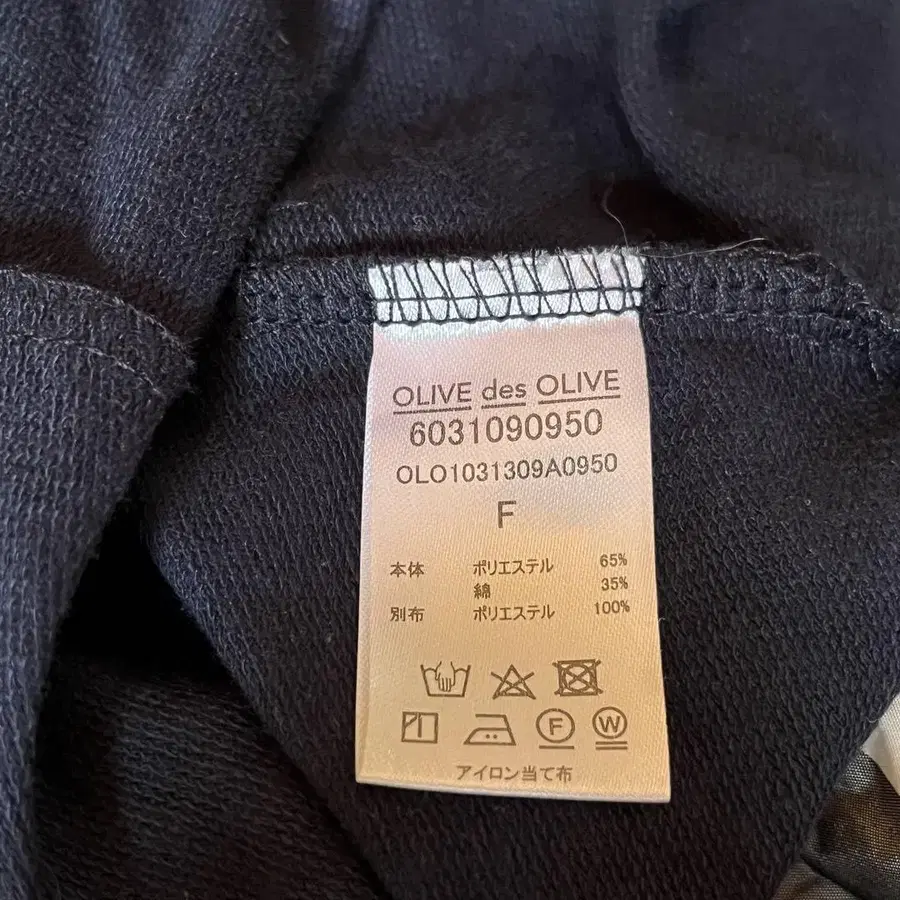 OLIVE des OLIVE
6031090950
OLO1031309A0950
F
本体 ポリエステル 65%
綿 35%
別布 ポリエステル 100%
F W
アイロン当て布